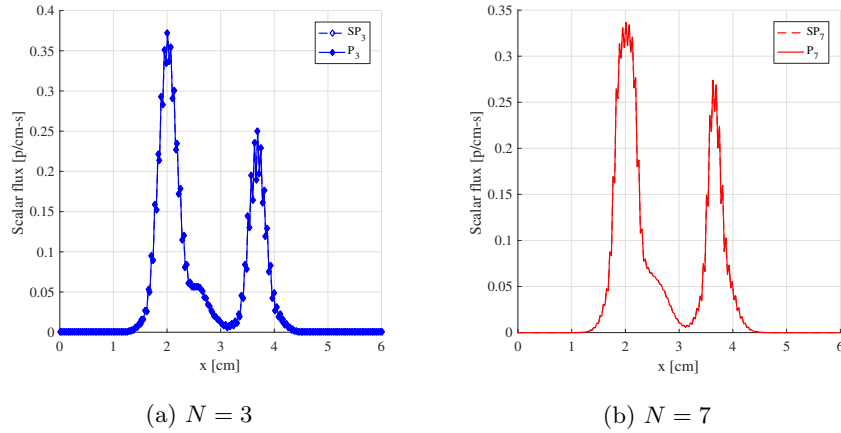 0.4
0.35
0.3
0.25
0.2
0.15
0.1
0.05
0
0 1 2 3 4 5 6
x [cm]
Scalar flux [p/cm-s]
SP₃
P₃
(a) N = 3
0.35
0.3
0.25
0.2
0.15
0.1
0.05
0
0 1 2 3 4 5 6
x [cm]
Scalar flux [p/cm-s]
SP₇
P₇
(b) N = 7